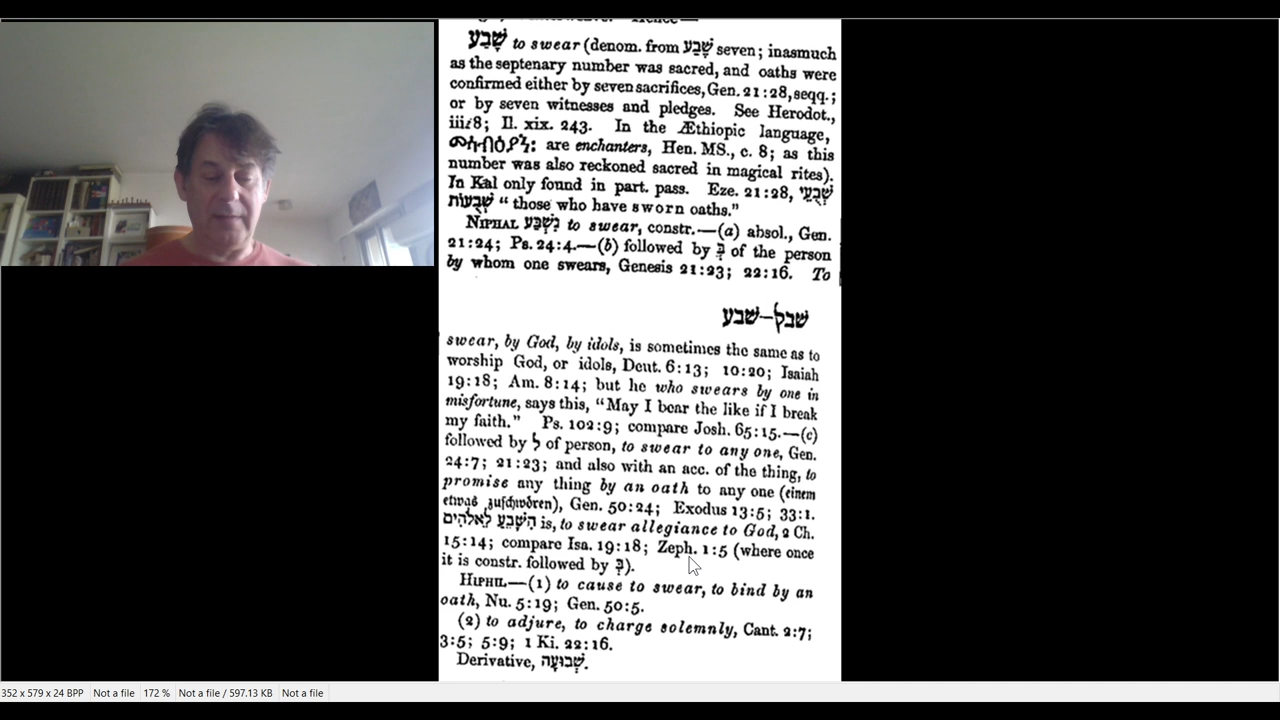 Hence—
שָׁבַע to swear (denom. from שֶׁבַע seven; inasmuch
as the septenary number was sacred, and oaths were
confirmed either by seven sacrifices, Gen. 21:28, seqq.;
or by seven witnesses and pledges. See Herodot.,
iii. 8; Il. xix. 243. In the Æthiopic language,
are enchanters, Hen. MS., c. 8; as this
number was also reckoned sacred in magical rites).
In Kal only found in part. pass. Eze. 21:28, שְׁבֻעֵי
שְׁבֻעוֹת “those who have sworn oaths.”
NIPHAL נִשְׁבַּע to swear, constr.—(a) absol., Gen.
21:24; Ps. 24:4.—(b) followed by בְּ of the person
by whom one swears, Genesis 21:23; 22:16. To
שבל–שבע
swear, by God, by idols, is sometimes the same as to
worship God, or idols, Deut. 6:13; 10:20; Isaiah
19:18; Am. 8:14; but he who swears by one in
misfortune, says this, “May I bear the like if I break
my faith.” Ps. 102:9; compare Josh. 65:15.—(c)
followed by לְ of person, to swear to any one, Gen.
24:7; 21:23; and also with an acc. of the thing, to
promise any thing by an oath to any one (einem
etwas zuschwören), Gen. 50:24; Exodus 13:5; 33:1.
הִשָּׁבַע לֵאלֹהִים is, to swear allegiance to God, 2 Ch.
15:14; compare Isa. 19:18; Zeph. 1:5 (where once
it is constr. followed by בְּ).
HIPHIL—(1) to cause to swear, to bind by an
oath, Nu. 5:19; Gen. 50:5.
(2) to adjure, to charge solemnly, Cant. 2:7;
3:5; 5:9; 1 Ki. 22:16.
Derivative, שְׁבוּעָה.
352 x 579 x 24 BPP Not a file 172 % Not a file / 597.13 KB Not a file